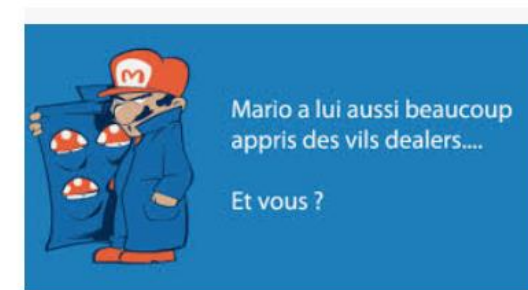 M
Mario a lui aussi beaucoup
appris des vils dealers....
Et vous ?